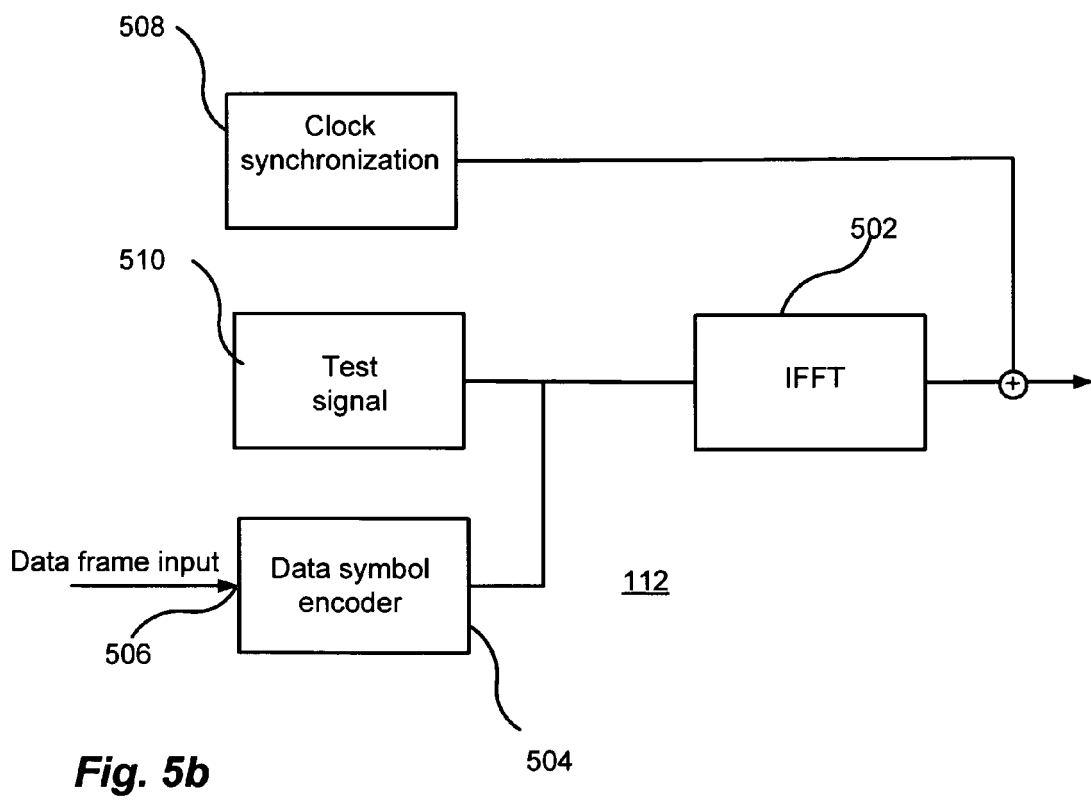 508
Clock
synchronization
502
510
Test
signal
IFFT
+
Data frame input
Data symbol
encoder
112
506
504
Fig. 5b